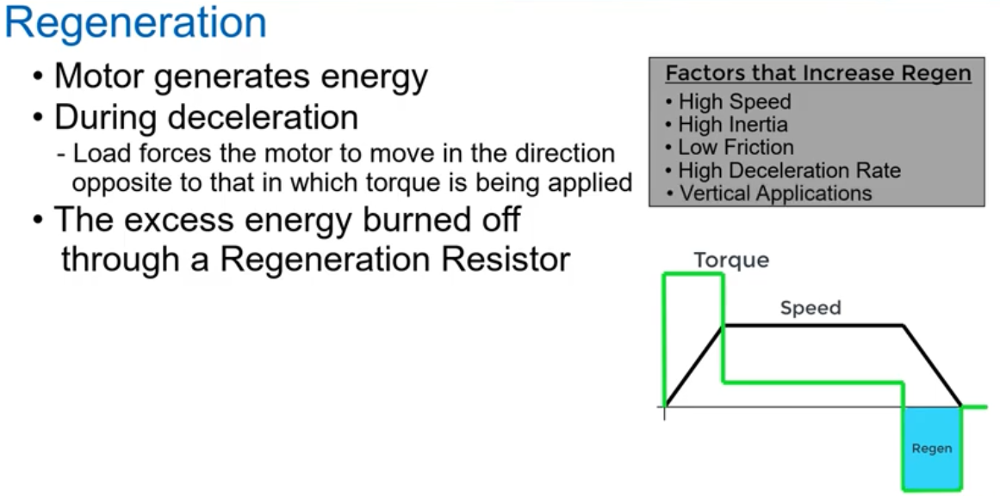 Regeneration
• Motor generates energy
• During deceleration
- Load forces the motor to move in the direction
opposite to that in which torque is being applied
• The excess energy burned off
through a Regeneration Resistor
Factors that Increase Regen
• High Speed
• High Inertia
• Low Friction
• High Deceleration Rate
• Vertical Applications
Torque
Speed
Regen